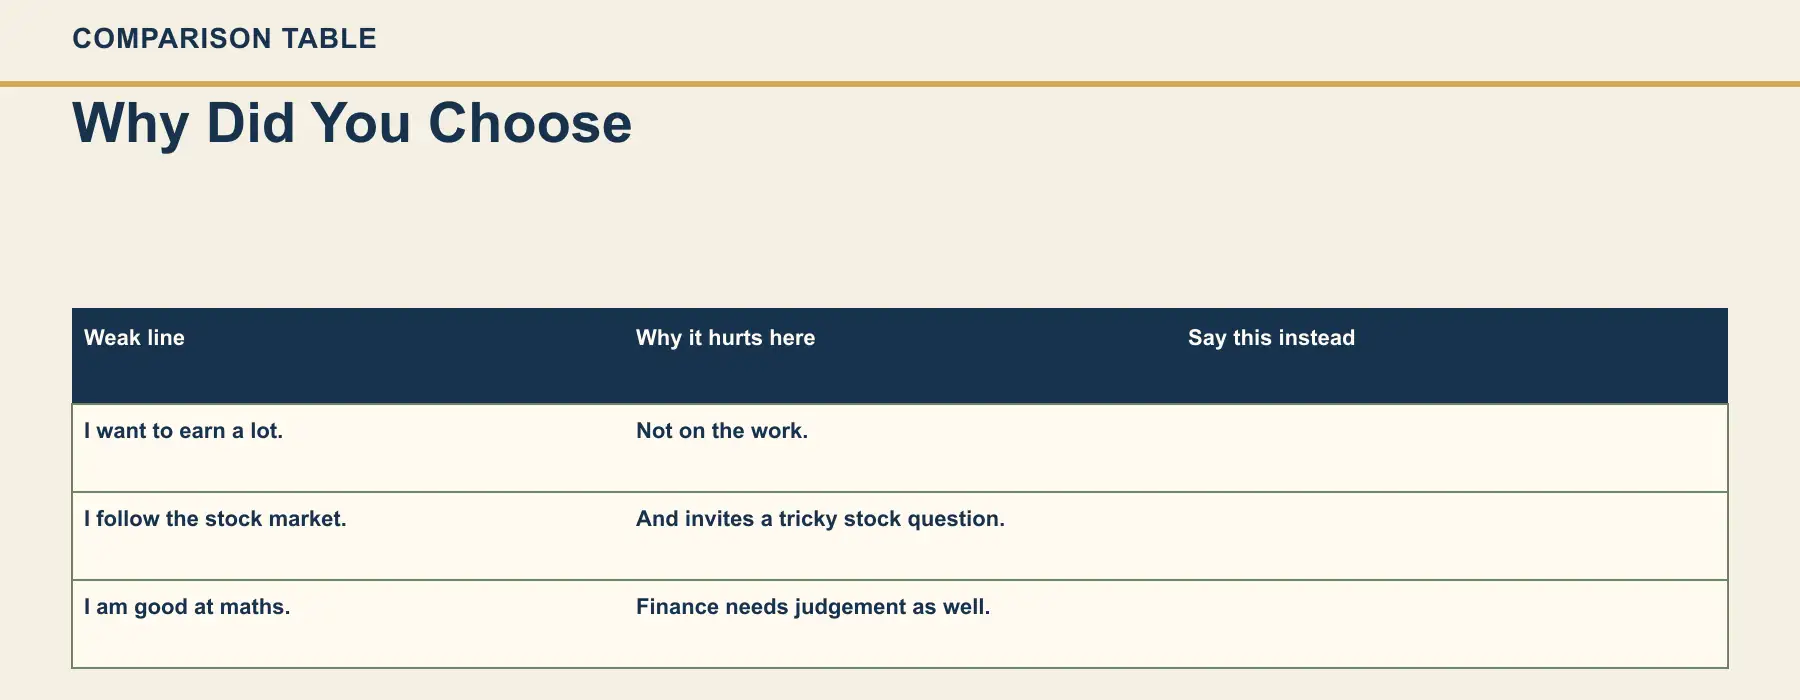 COMPARISON TABLE
Why Did You Choose
Weak line Why it hurts here Say this instead
I want to earn a lot. Not on the work.
I follow the stock market. And invites a tricky stock question.
I am good at maths. Finance needs judgement as well.